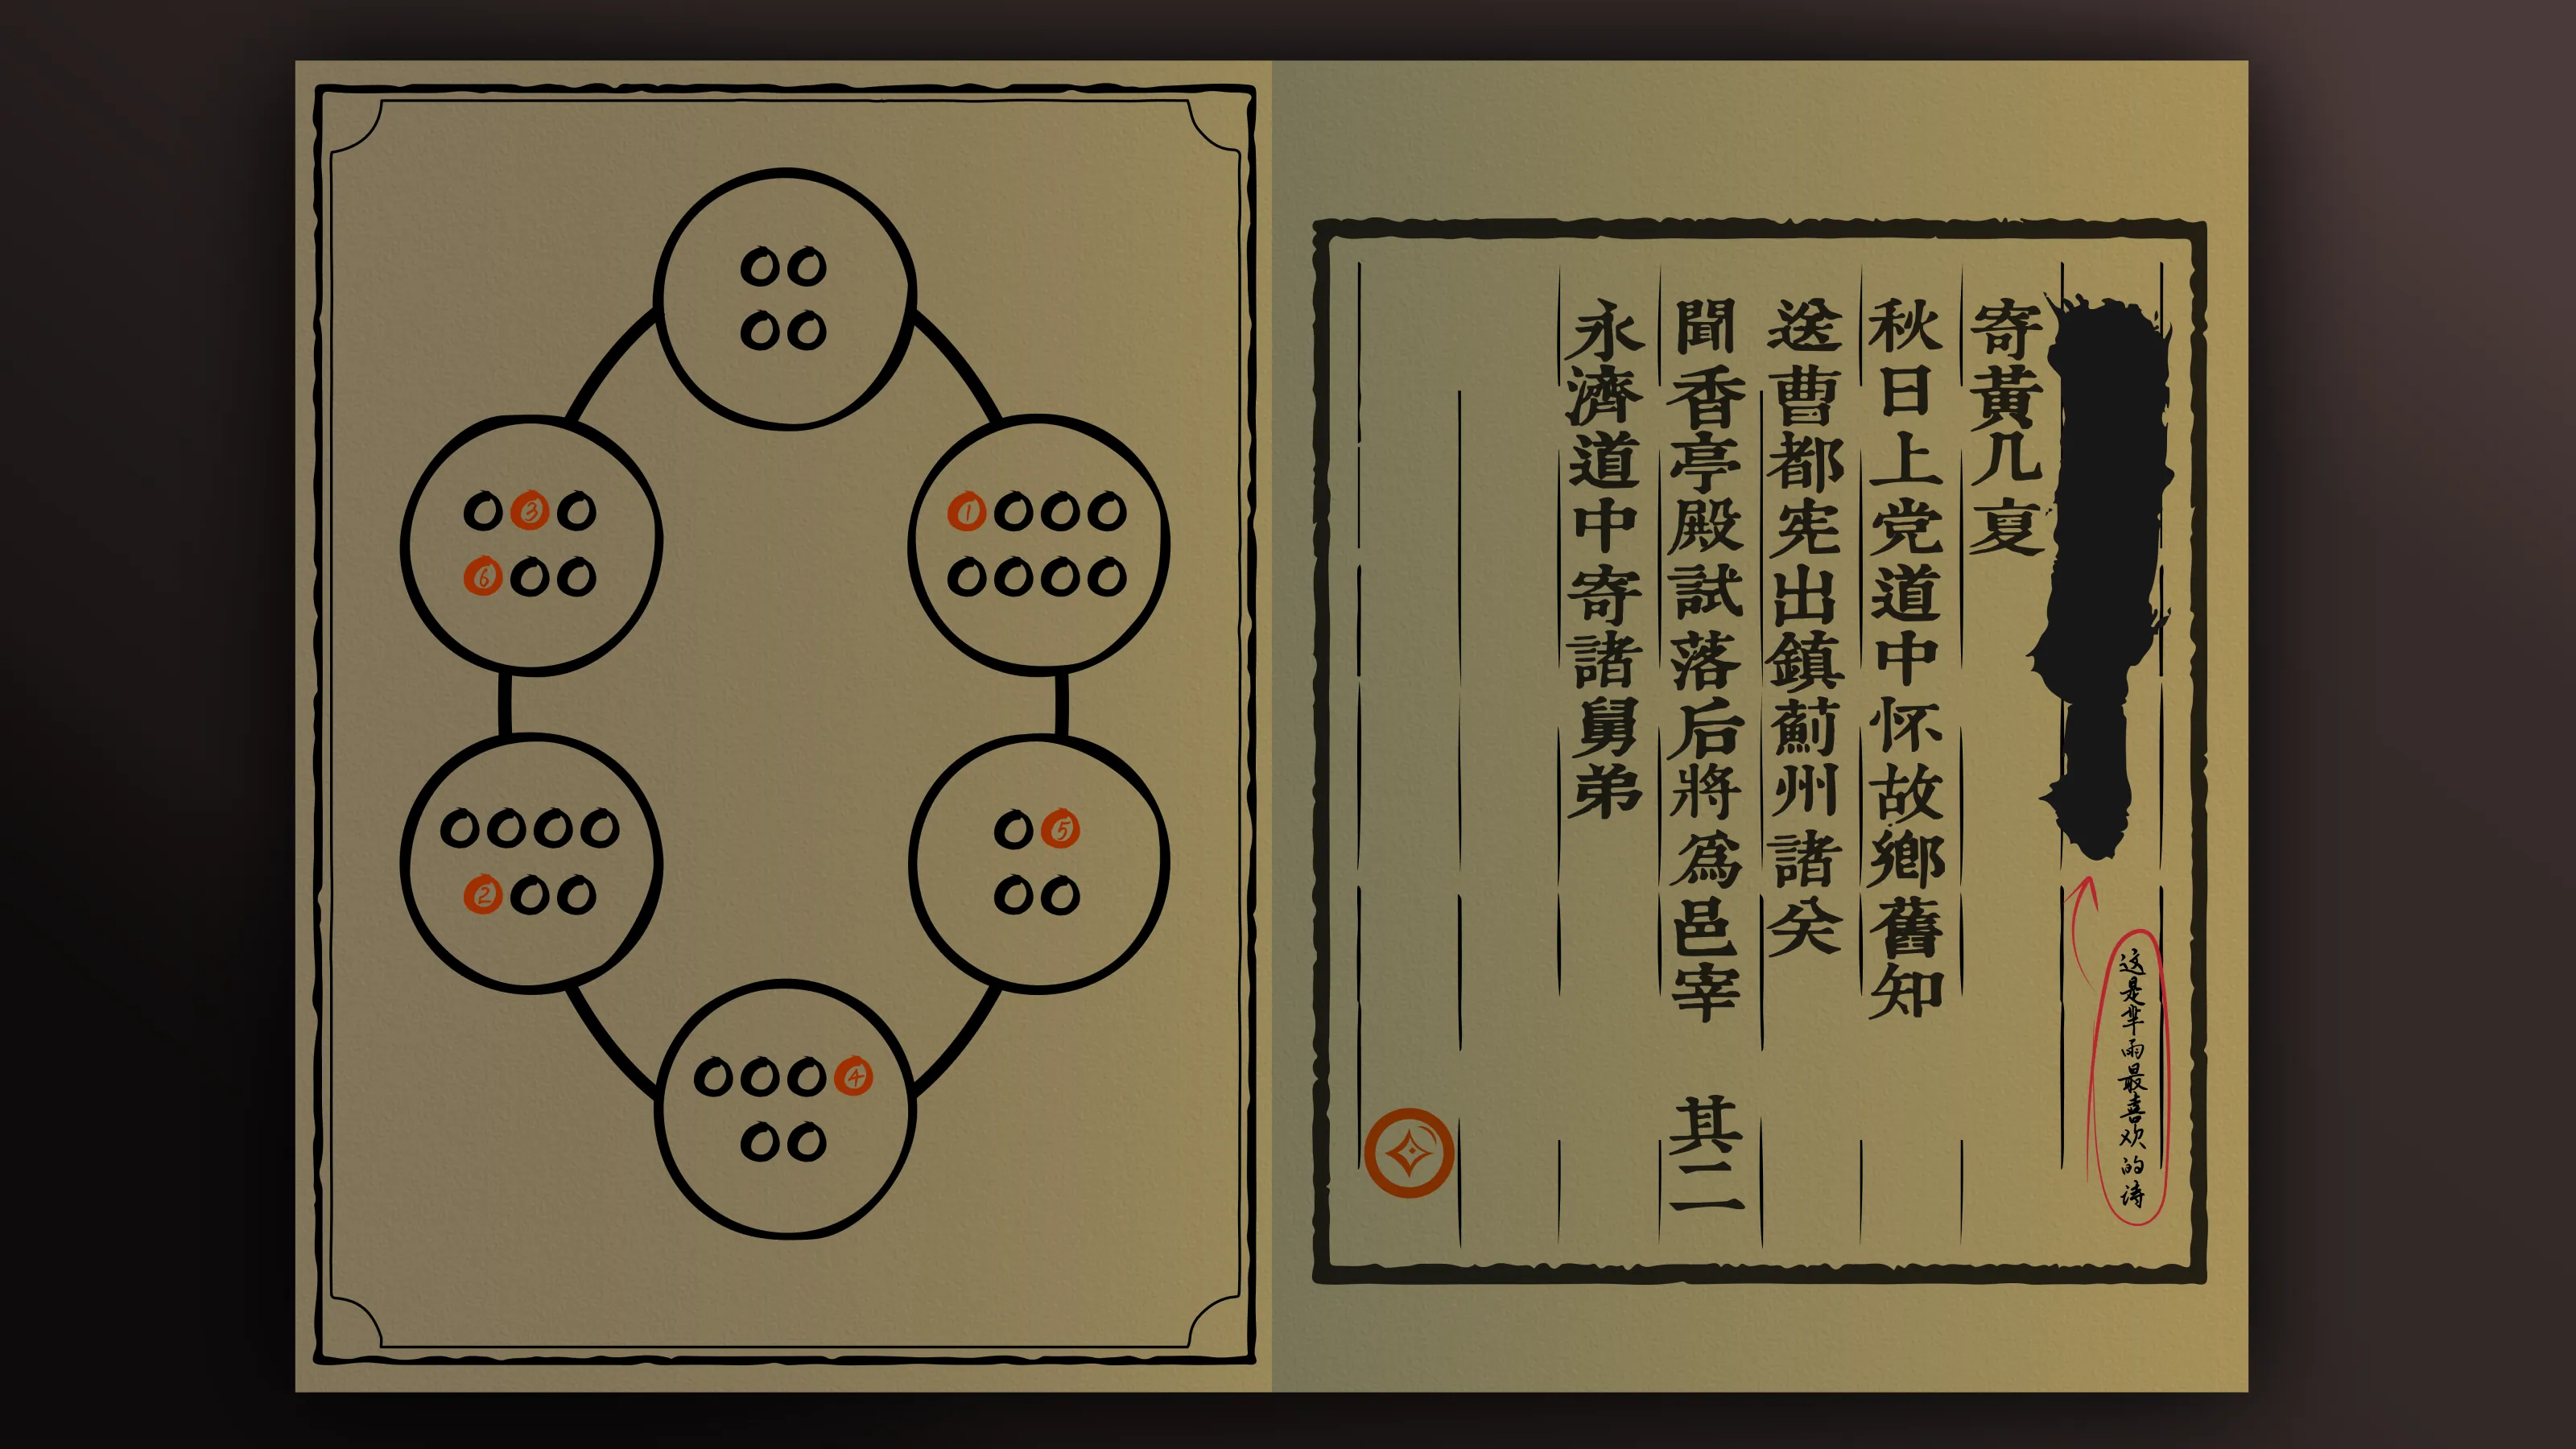 寄黃几𡕾
秋日上党道中怀故鄉舊知
送曹都宪出鎮薊州諸关
聞香亭殿試落后將爲邑宰 其二
永濟道中寄諸舅弟
这是芈雨最喜欢的诗
3
6
1
2
5
4